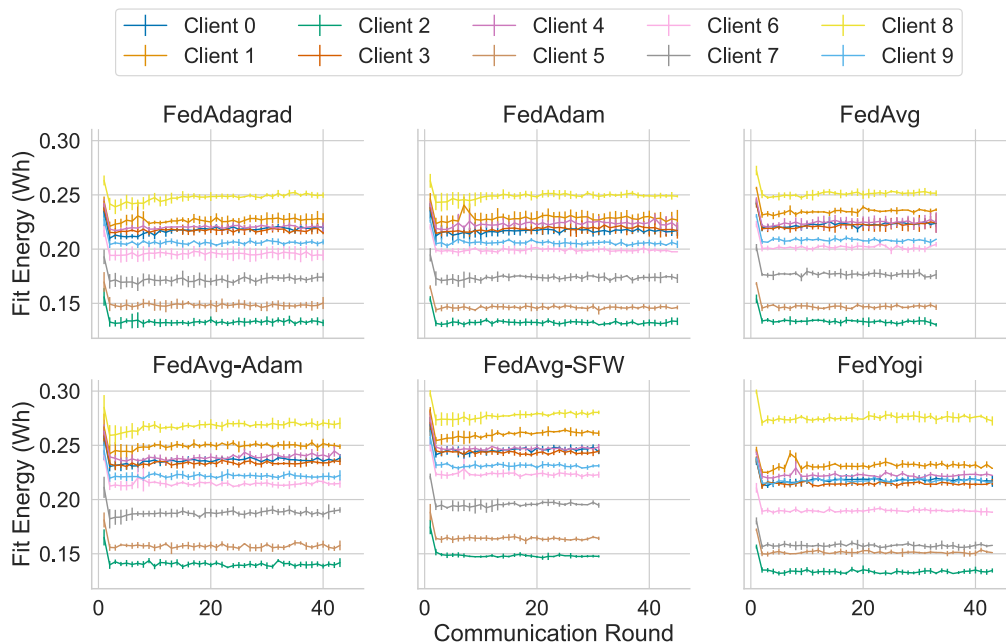 Client 0 Client 2 Client 4 Client 6 Client 8
Client 1 Client 3 Client 5 Client 7 Client 9
FedAdagrad FedAdam FedAvg
Fit Energy (Wh)
0.30
0.25
0.20
0.15
FedAvg-Adam FedAvg-SFW FedYogi
Fit Energy (Wh)
0.30
0.25
0.20
0.15
0 20 40 0 20 40 0 20 40
Communication Round